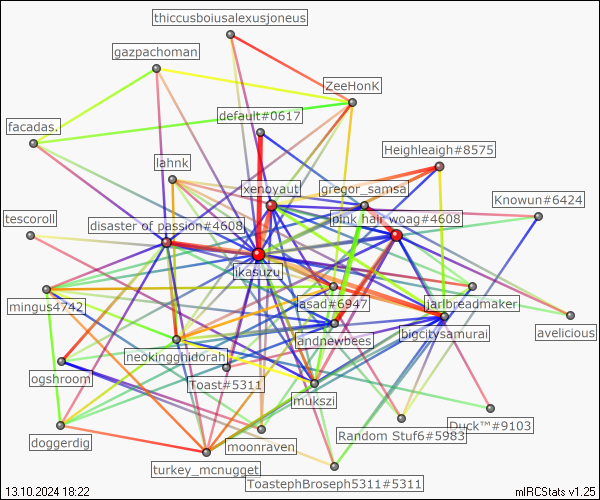 thiccusboiusalexusjoneus
gazpachoman
ZeeHonK
default#0617
facadas.
Heighleaigh#8575
lahnk
xenoyaut
gregor_samsa
Knowun#6424
tescoroll
disaster of passion#4608
pink hair woag#4608
jikasuzu
mingus4742
asad#6947
jarlbreadmaker
avelicious
landnewbees
bigcitysamurai
neokingghidorah
ogshroom
Toast#5311
mukszi
Duck™#9103
doggerdig
moonraven
Random Stuf6#5983
turkey_mcnugget
ToastephBroseph5311#5311
13.10.2024 18:22
mIRCStats v1.25